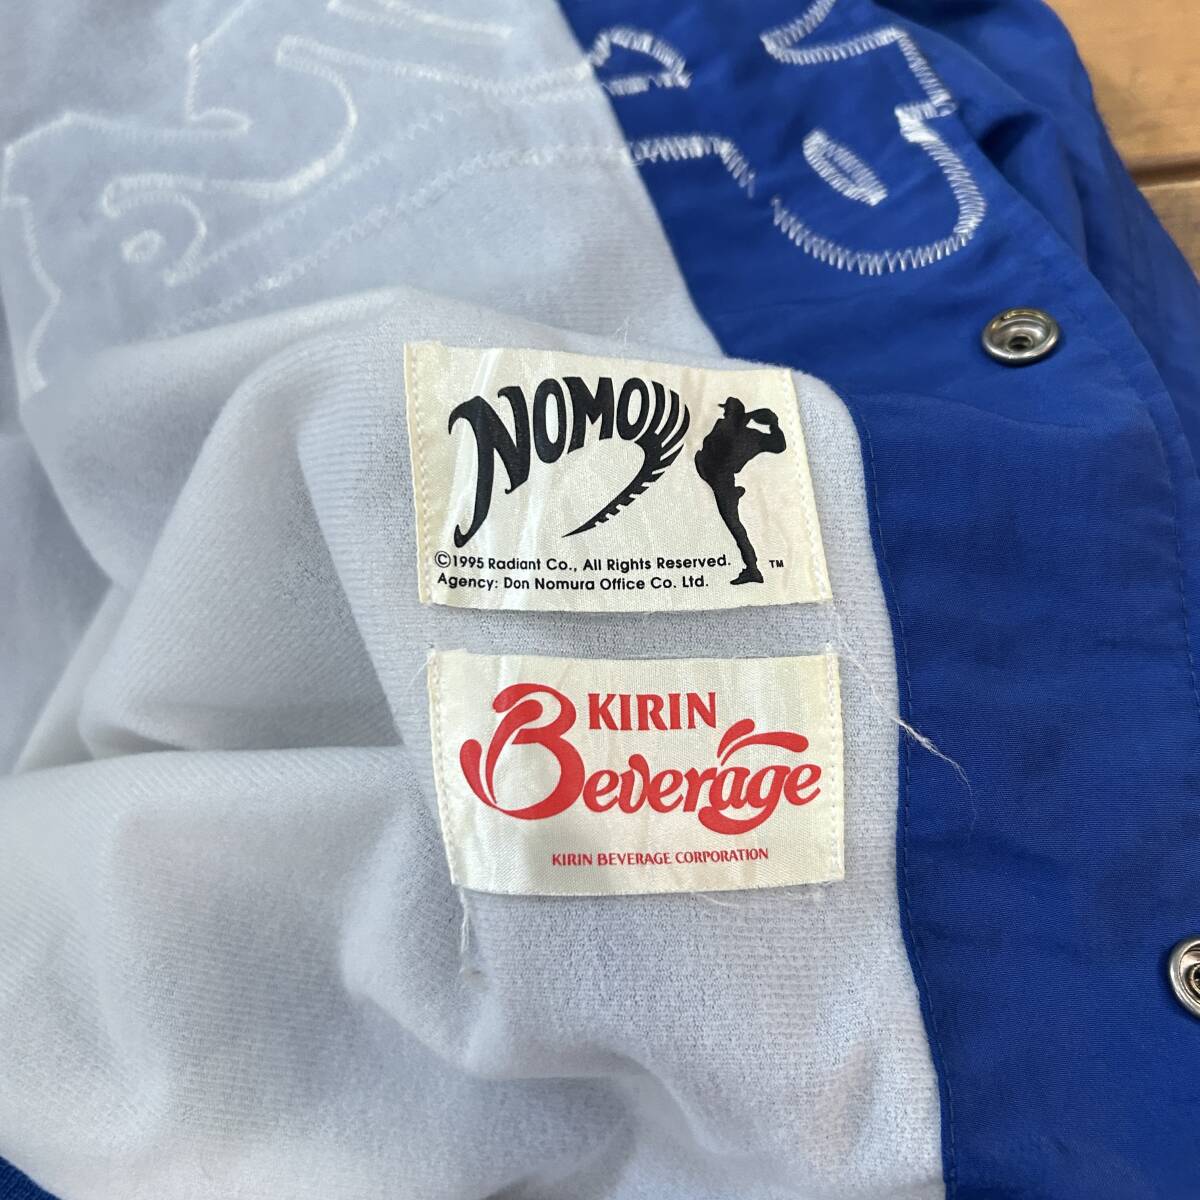 NOMO
©1995 Radiant Co., All Rights Reserved. TM
Agency: Don Nomura Office Co. Ltd.
KIRIN
Beverage
KIRIN BEVERAGE CORPORATION